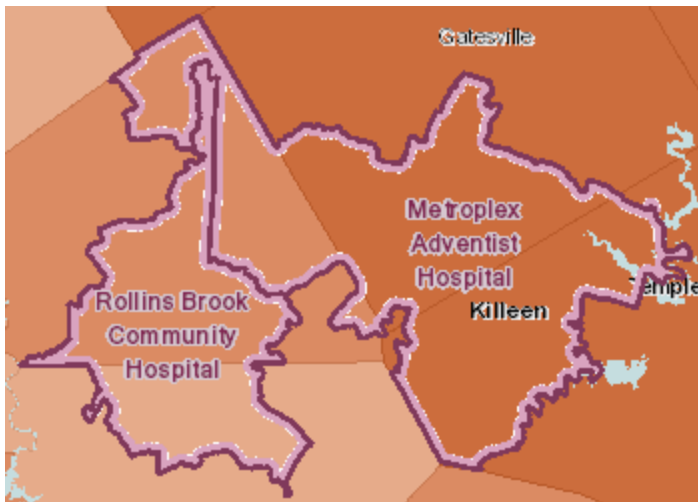 Gatesville
Metroplex
Adventist
Hospital
Temple
Rollins Brook
Community
Hospital
Killeen